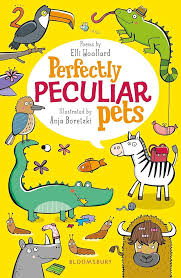 Poems by
Elli Woollard
Perfectly
PECULIAR
pets
Illustrated by
Anja Boretzki
BLOOMSBURY